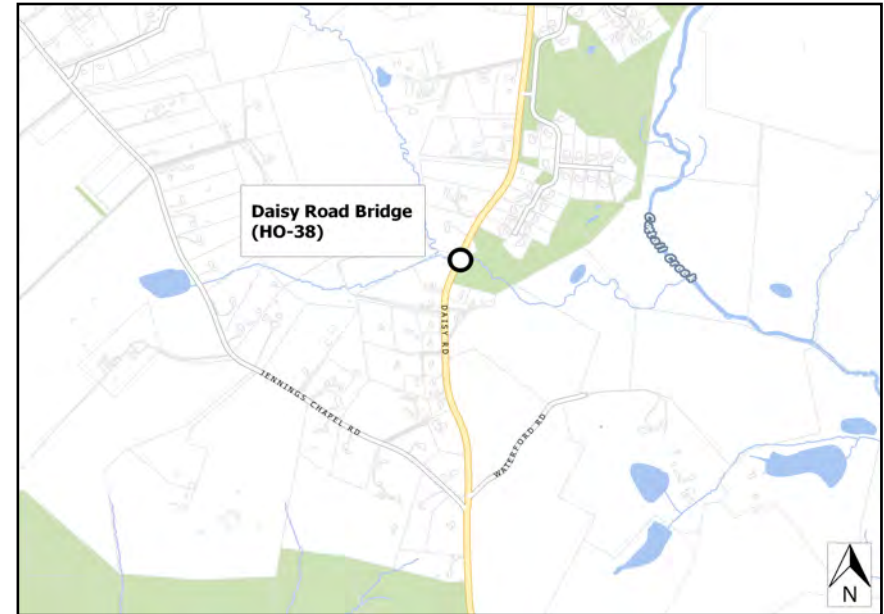 Daisy Road Bridge
(HO-38)
Cattail Creek
DAISY RD
JENNINGS CHAPEL RD
WATERFORD RD
N